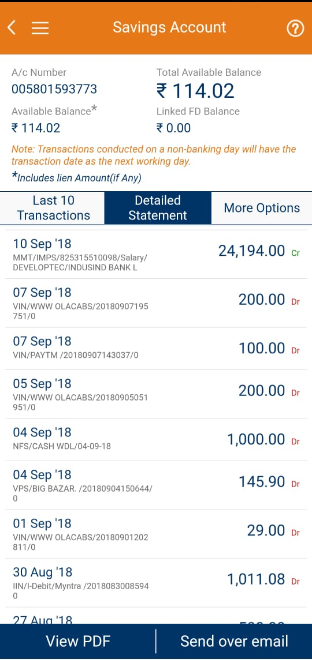 Savings Account
A/c Number
005801593773
Total Available Balance
₹ 114.02
Available Balance*
₹ 114.02
Linked FD Balance
₹ 0.00
Note: Transactions conducted on a non-banking day will have the
transaction date as the next working day.
*Includes lien Amount(if Any)
Last 10
Transactions
Detailed
Statement
More Options
10 Sep '18
MMT/IMPS/825315510098/Salary/
DEVELOPTEC/INDUSIND BANK L
24,194.00 Cr
07 Sep '18
VIN/WWW OLACABS/20180907195
751/0
200.00 Dr
07 Sep '18
VIN/PAYTM /20180907143037/0
100.00 Dr
05 Sep '18
VIN/WWW OLACABS/20180905051
951/0
200.00 Dr
04 Sep '18
NFS/CASH WDL/04-09-18
1,000.00 Dr
04 Sep '18
VPS/BIG BAZAR. /20180904150644/
0
145.90 Dr
01 Sep '18
VIN/WWW OLACABS/20180901202
811/0
29.00 Dr
30 Aug '18
IIN/I-Debit/Myntra /2018083008594
0
1,011.08 Dr
27 Aug '18
View PDF
Send over email